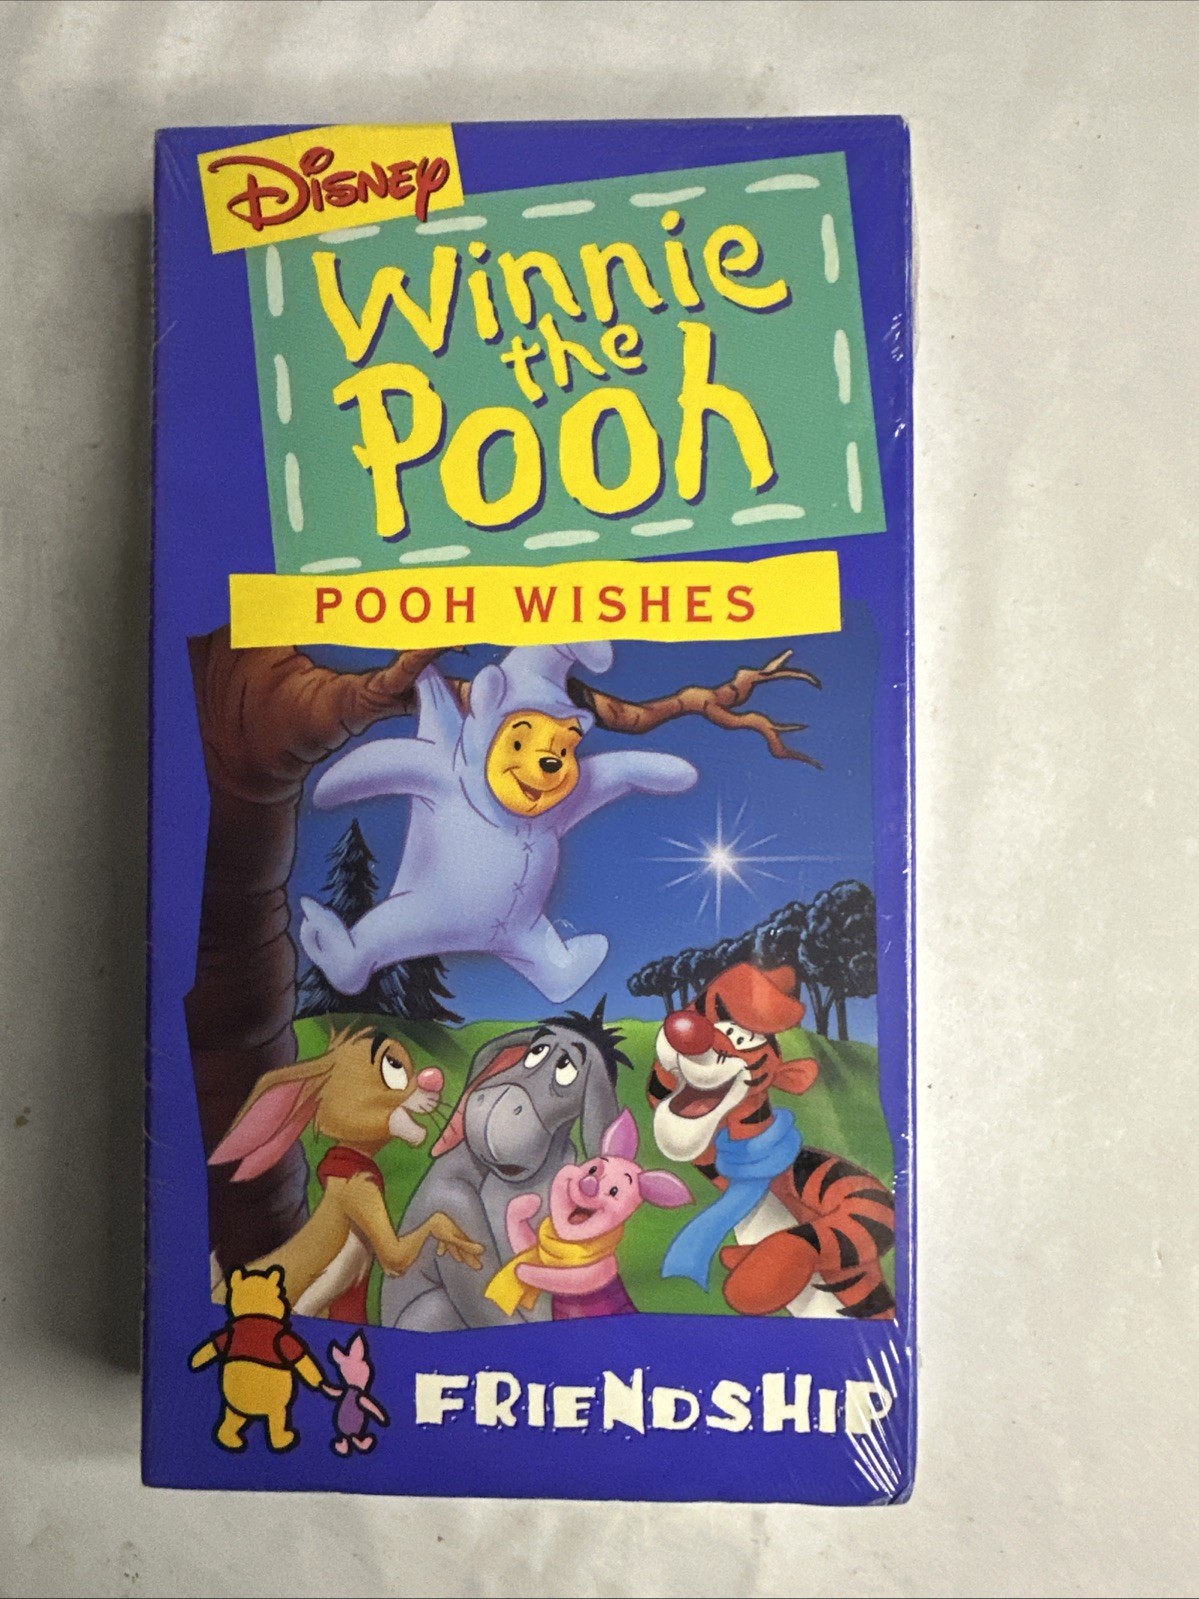 Disney
Winnie
the
Pooh
POOH WISHES
FRIENDSHIP